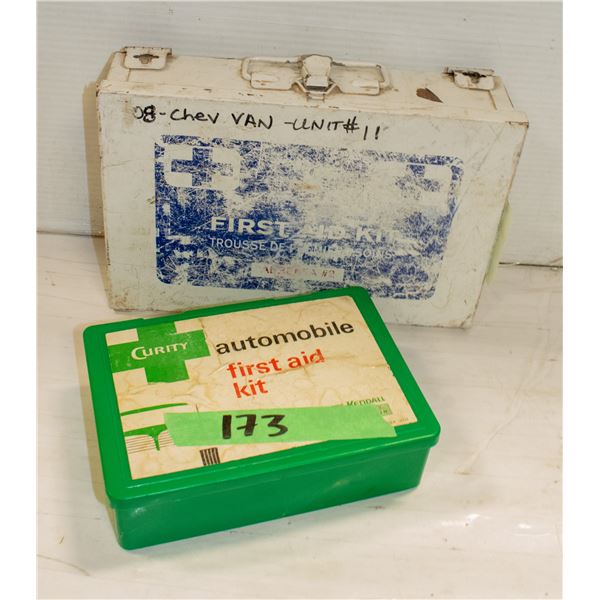 08-Chev VAN -UNIT#11
FIRST AID KIT
TROUSSE DE
CURITY
automobile
first aid
kit
KENDALL
173